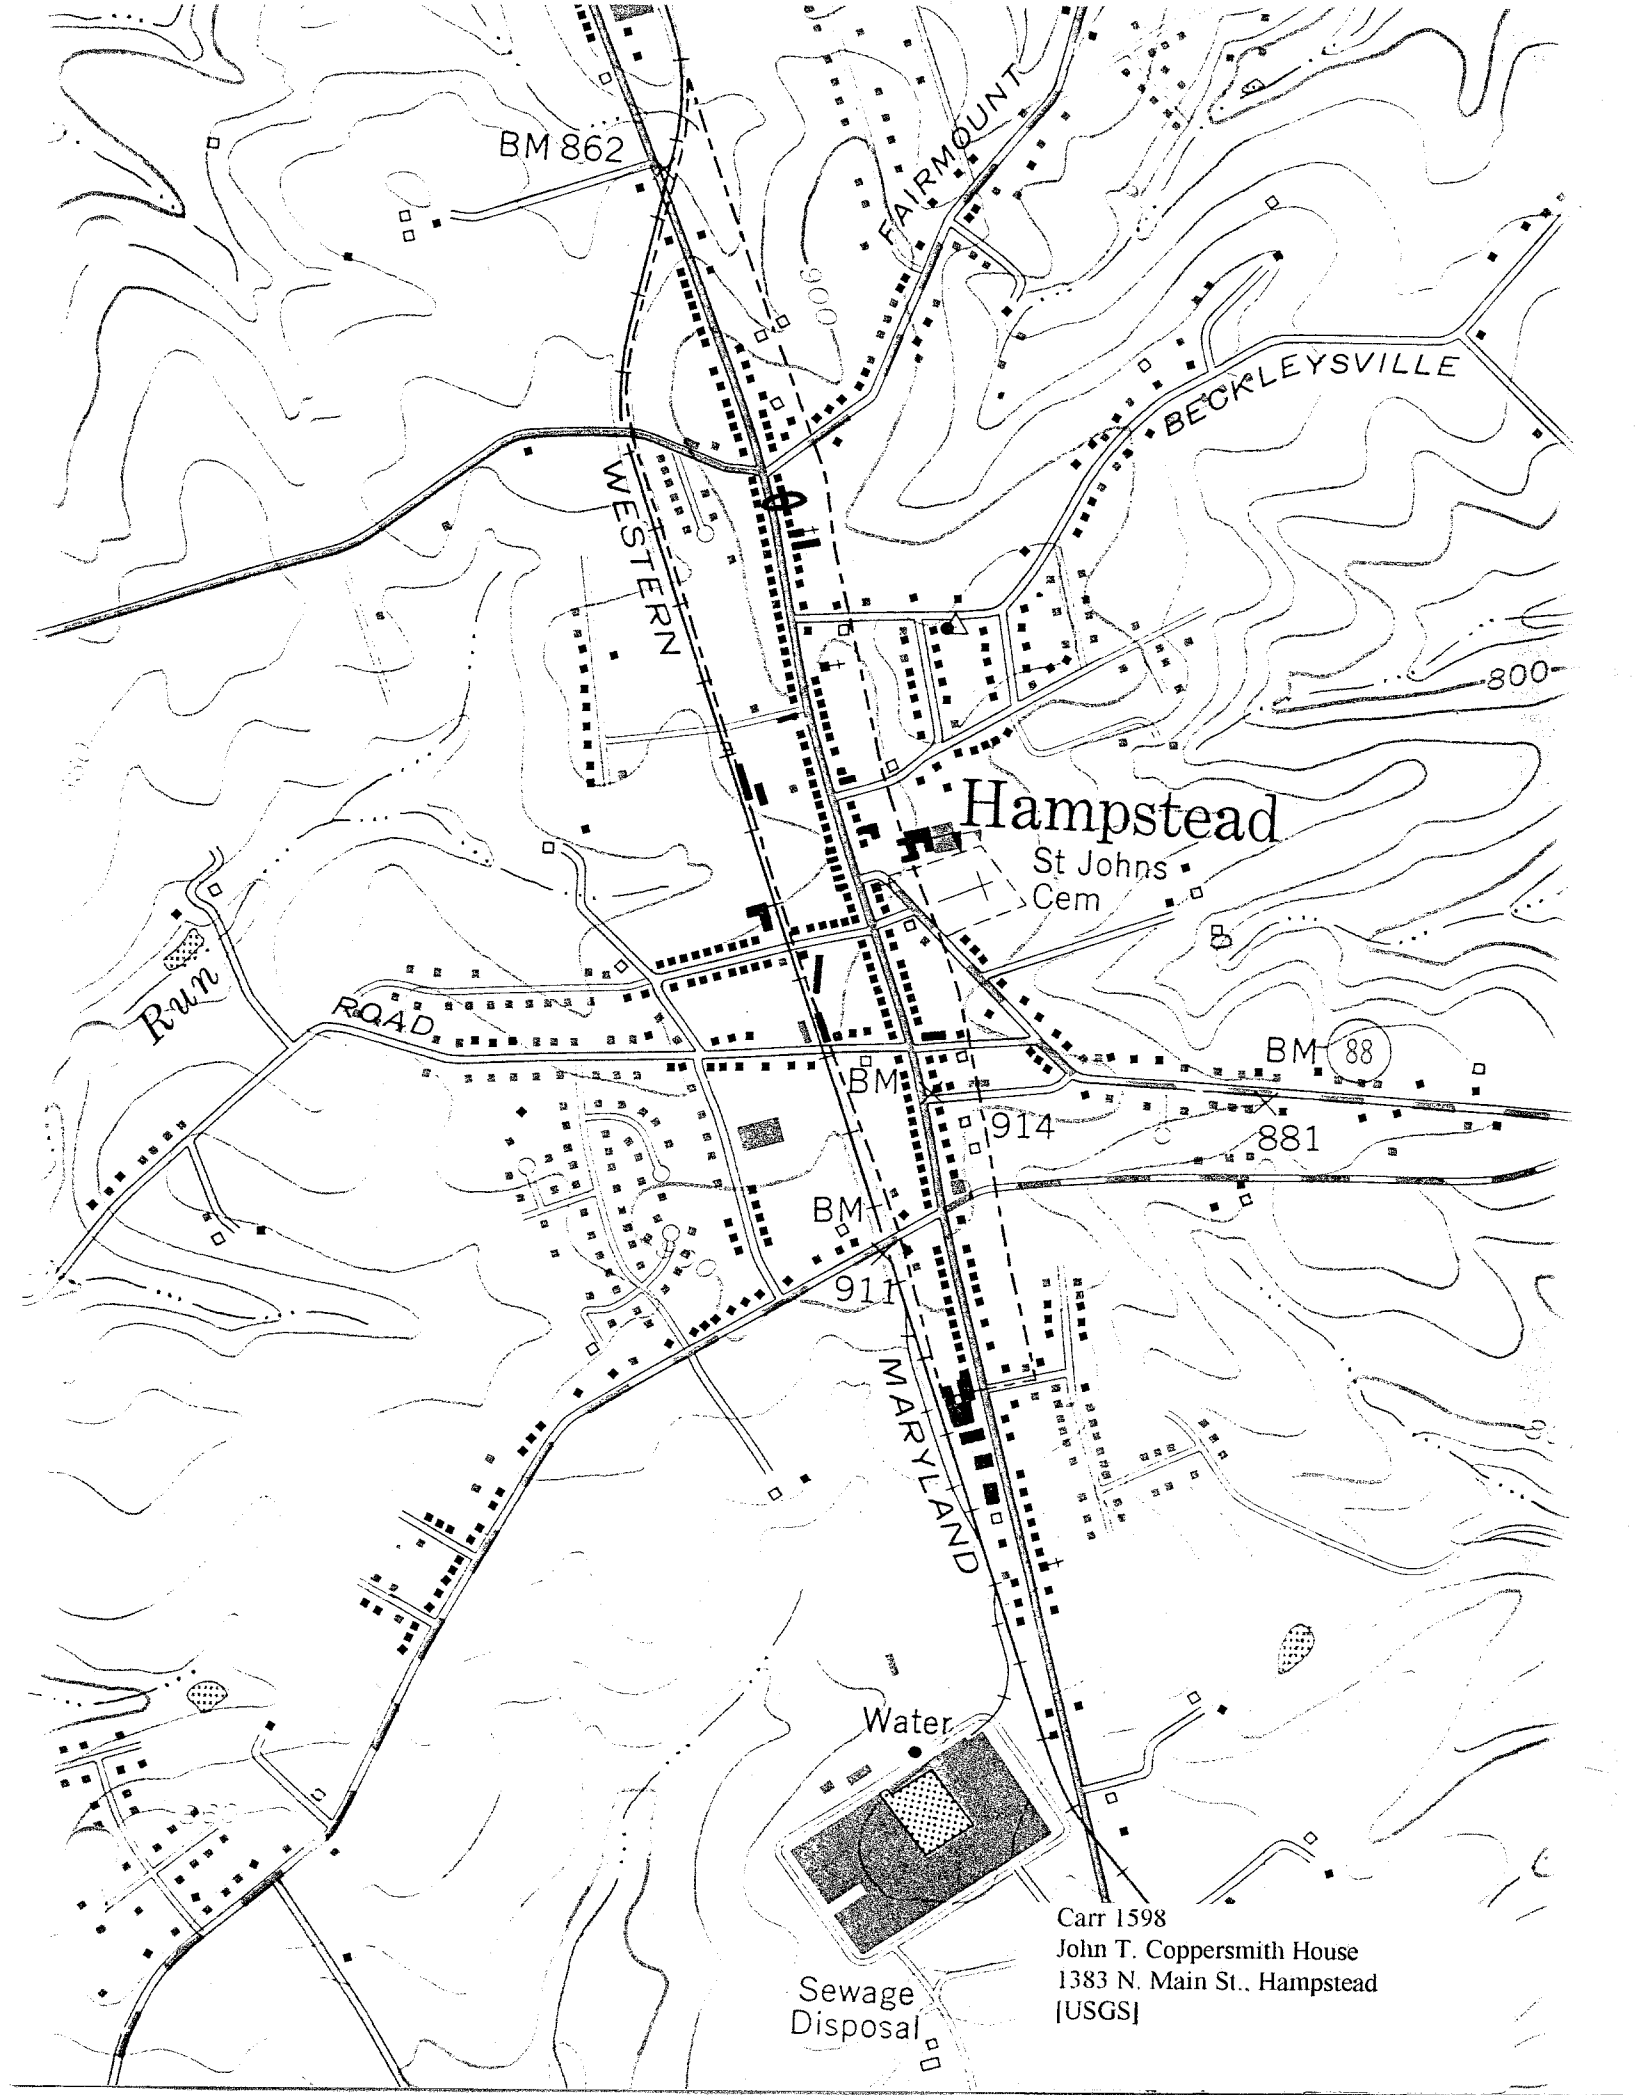 BM 862
FAIRMOUNT
900
BECKLEYSVILLE
WESTERN
800
Hampstead
St Johns
Cem
Run
ROAD
BM
88
BM
914
881
BM
911
MARYLAND
Water
Sewage
Disposal
Carr 1598
John T. Coppersmith House
1383 N. Main St., Hampstead
[USGS]